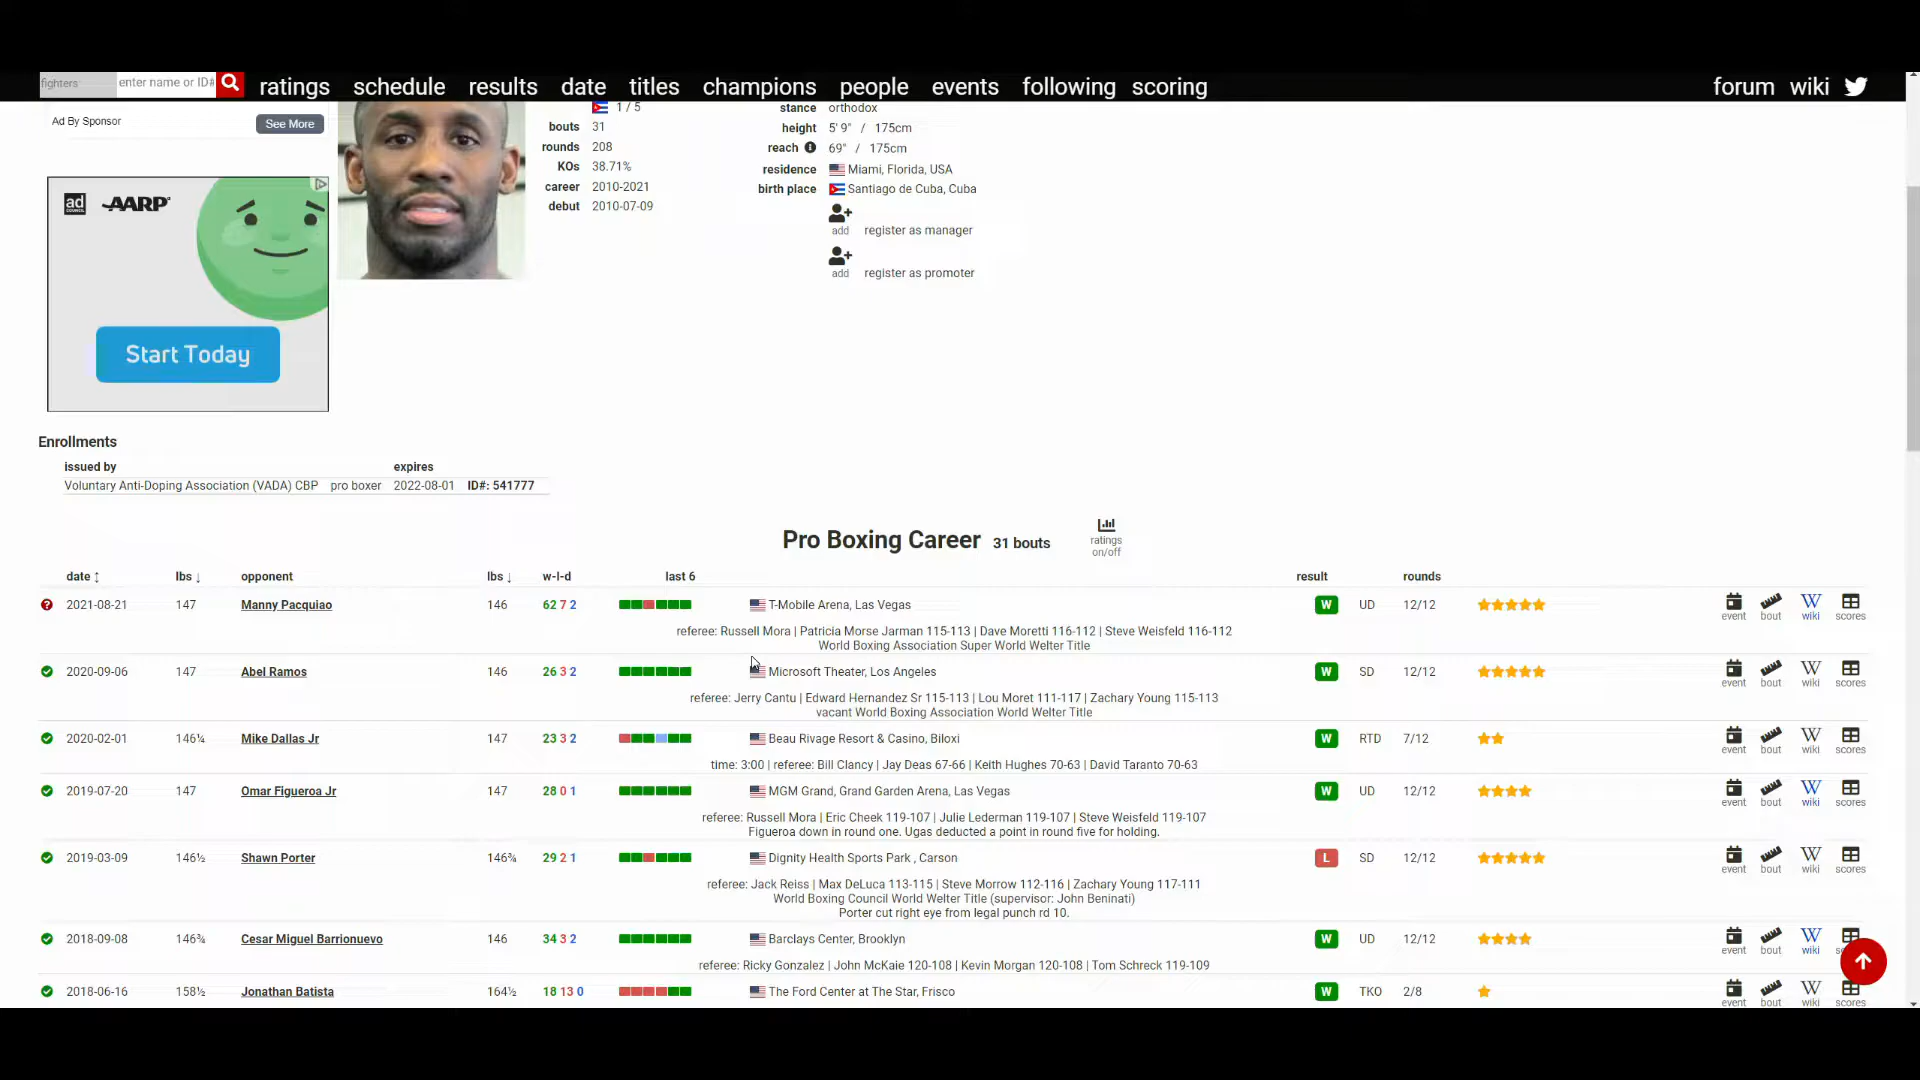 fighters enter name or ID# ratings schedule results date titles champions people events following scoring forum wiki
Ad By Sponsor See More
ad COUNCIL AARP
Start Today
1 / 5
bouts 31
rounds 208
KOs 38.71%
career 2010-2021
debut 2010-07-09
stance orthodox
height 5' 9" / 175cm
reach 69" / 175cm
residence Miami, Florida, USA
birth place Santiago de Cuba, Cuba
add register as manager
add register as promoter
Enrollments
issued by expires
Voluntary Anti-Doping Association (VADA) CBP pro boxer 2022-08-01 ID#: 541777
Pro Boxing Career 31 bouts ratings on/off
date ↕ lbs ↓ opponent lbs ↓ w-l-d last 6 result rounds
2021-08-21 147 Manny Pacquiao 146 62 7 2 T-Mobile Arena, Las Vegas W UD 12/12 event bout wiki scores
referee: Russell Mora | Patricia Morse Jarman 115-113 | Dave Moretti 116-112 | Steve Weisfeld 116-112
World Boxing Association Super World Welter Title
2020-09-06 147 Abel Ramos 146 26 3 2 Microsoft Theater, Los Angeles W SD 12/12 event bout wiki scores
referee: Jerry Cantu | Edward Hernandez Sr 115-113 | Lou Moret 111-117 | Zachary Young 115-113
vacant World Boxing Association World Welter Title
2020-02-01 146¼ Mike Dallas Jr 147 23 3 2 Beau Rivage Resort & Casino, Biloxi W RTD 7/12 event bout wiki scores
time: 3:00 | referee: Bill Clancy | Jay Deas 67-66 | Keith Hughes 70-63 | David Taranto 70-63
2019-07-20 147 Omar Figueroa Jr 147 28 0 1 MGM Grand, Grand Garden Arena, Las Vegas W UD 12/12 event bout wiki scores
referee: Russell Mora | Eric Cheek 119-107 | Julie Lederman 119-107 | Steve Weisfeld 119-107
Figueroa down in round one. Ugas deducted a point in round five for holding.
2019-03-09 146½ Shawn Porter 146¾ 29 2 1 Dignity Health Sports Park , Carson L SD 12/12 event bout wiki scores
referee: Jack Reiss | Max DeLuca 113-115 | Steve Morrow 112-116 | Zachary Young 117-111
World Boxing Council World Welter Title (supervisor: John Beninati)
Porter cut right eye from legal punch rd 10.
2018-09-08 146¾ Cesar Miguel Barrionuevo 146 34 3 2 Barclays Center, Brooklyn W UD 12/12 event bout wiki
referee: Ricky Gonzalez | John McKaie 120-108 | Kevin Morgan 120-108 | Tom Schreck 119-109
2018-06-16 158½ Jonathan Batista 164½ 18 13 0 The Ford Center at The Star, Frisco W TKO 2/8 event bout wiki scores